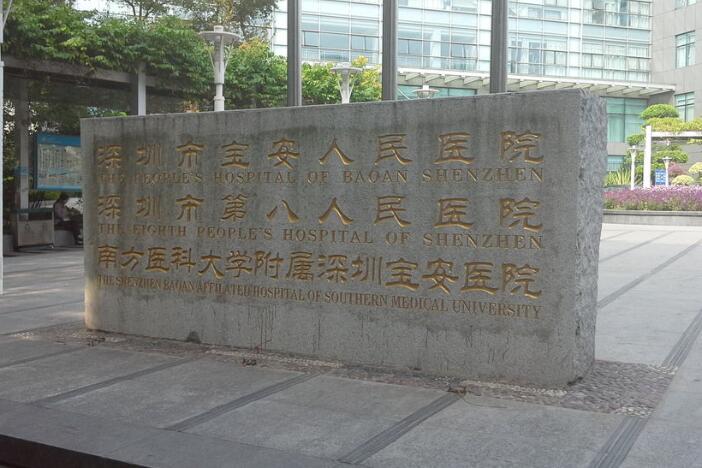 深圳市宝安人民医院
THE PEOPLE'S HOSPITAL OF BAOAN SHENZHEN
深圳市第八人民医院
THE EIGHTH PEOPLE'S HOSPITAL OF SHENZHEN
南方医科大学附属深圳宝安医院
THE SHENZHEN BAOAN AFFILIATED HOSPITAL OF SOUTHERN MEDICAL UNIVERSITY